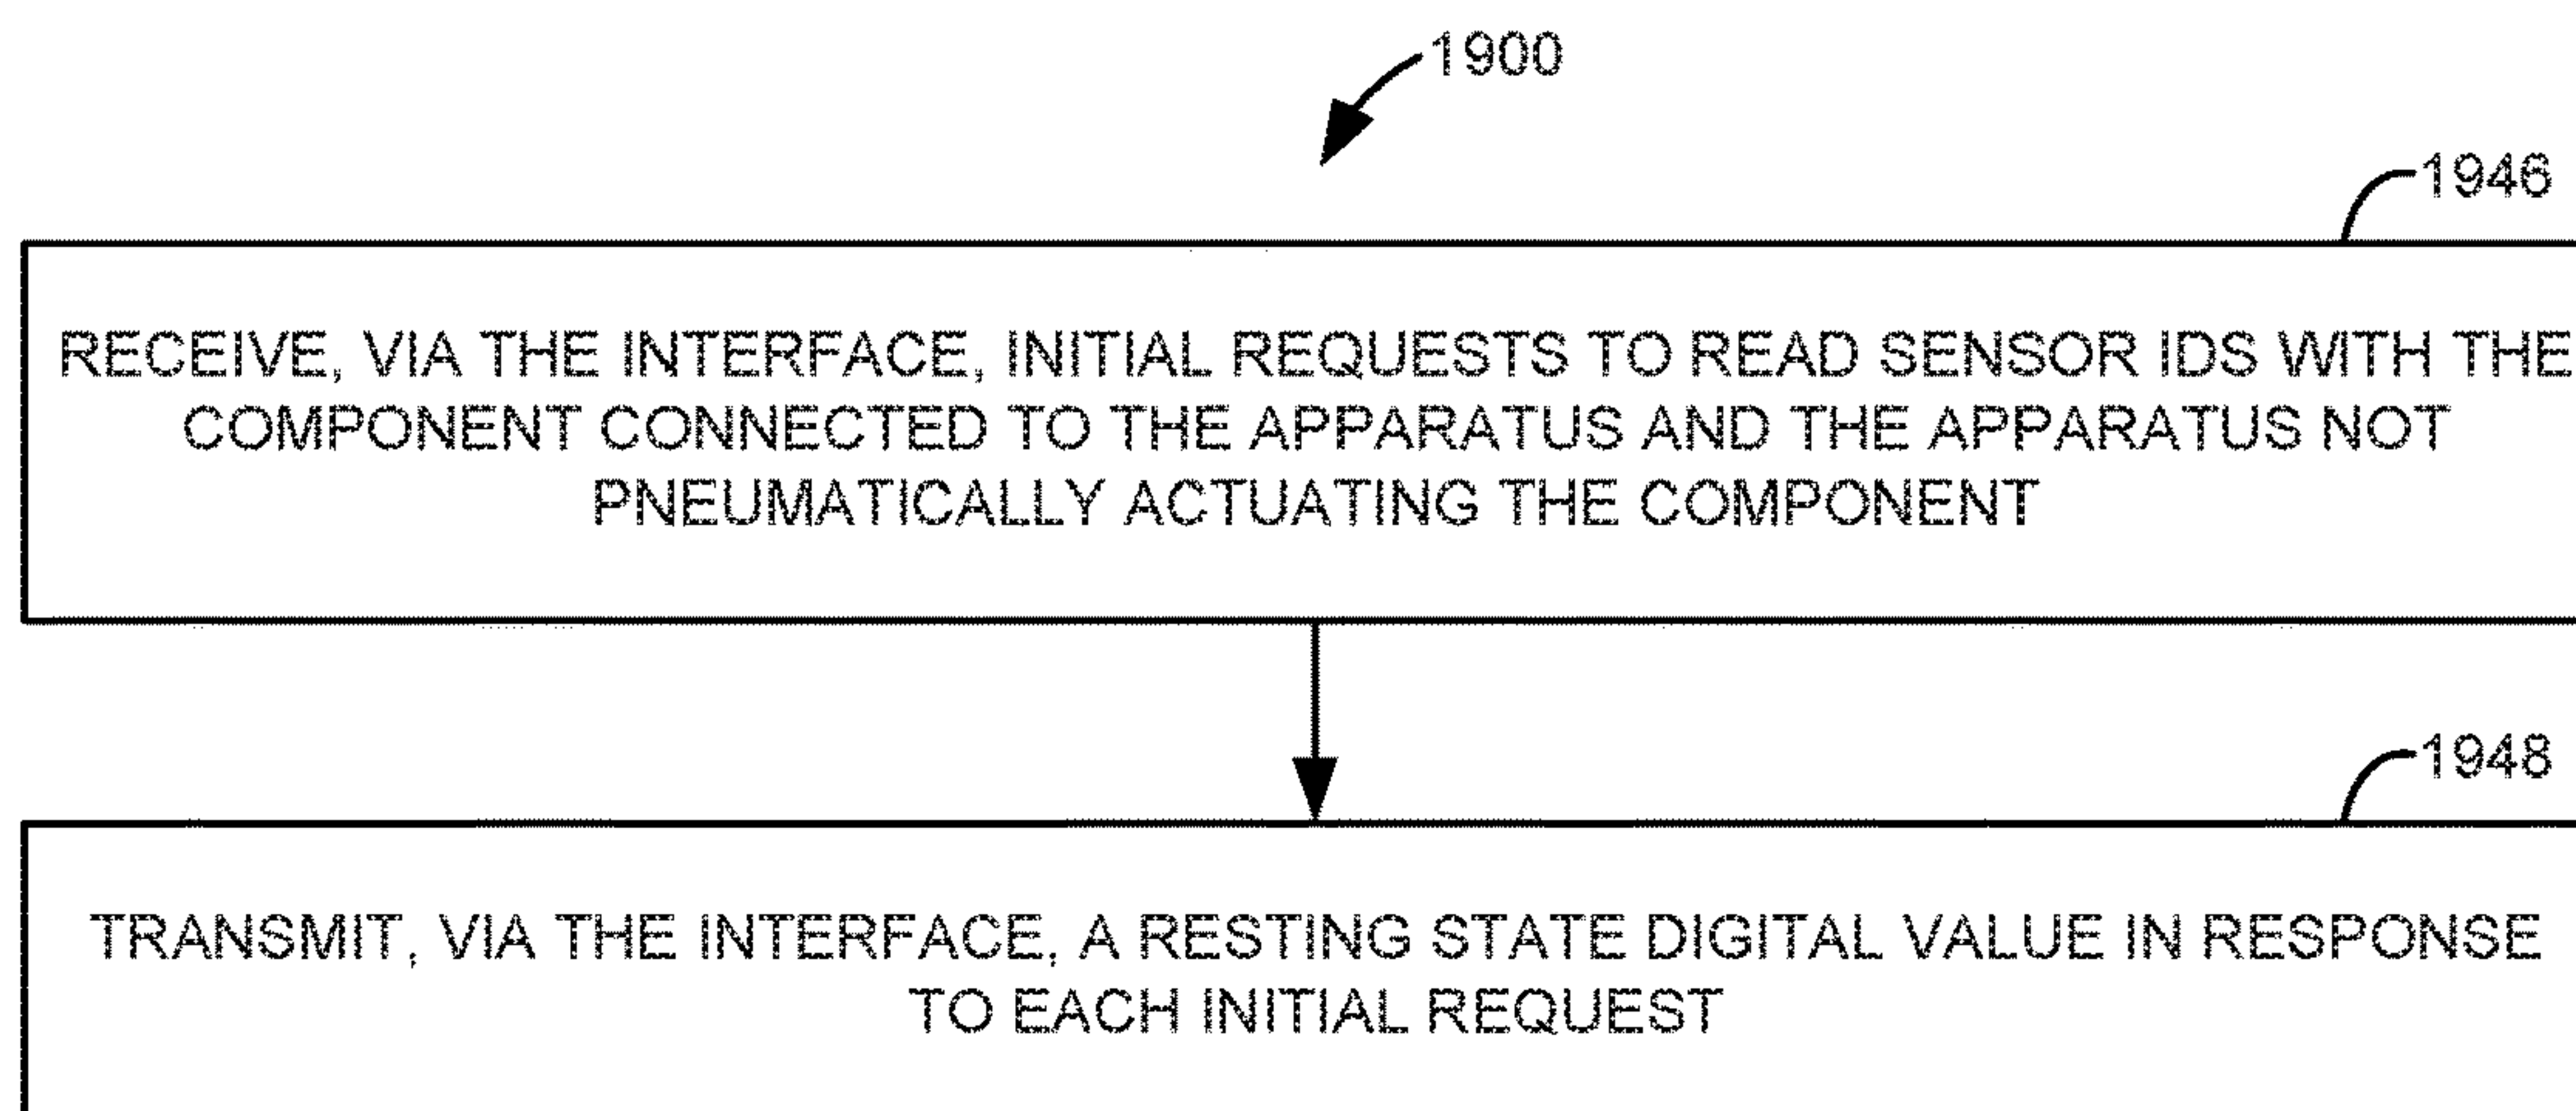 1900
1946
RECEIVE, VIA THE INTERFACE, INITIAL REQUESTS TO READ SENSOR IDS WITH THE
COMPONENT CONNECTED TO THE APPARATUS AND THE APPARATUS NOT
PNEUMATICALLY ACTUATING THE COMPONENT
1948
TRANSMIT, VIA THE INTERFACE, A RESTING STATE DIGITAL VALUE IN RESPONSE
TO EACH INITIAL REQUEST